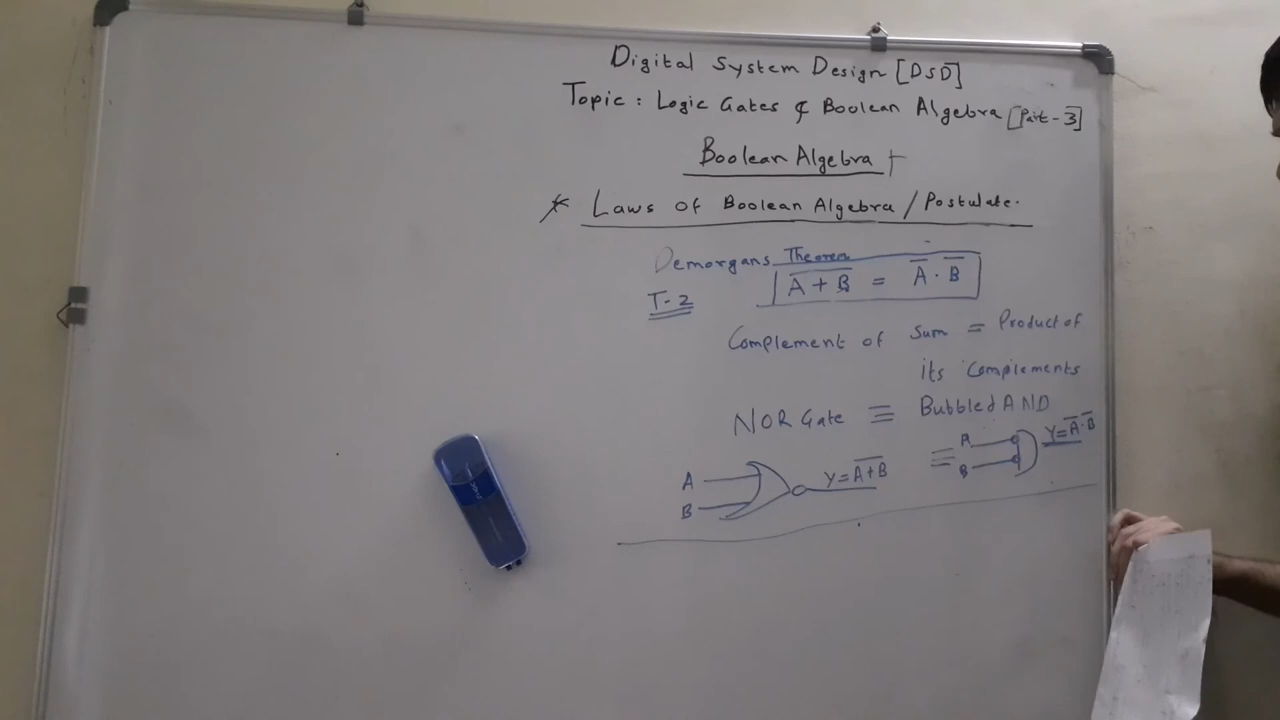 Digital System Design [DSD]
Topic : Logic Gates & Boolean Algebra [Part-3]
Boolean Algebra
* Laws of Boolean Algebra / Postulate.
Demorgans Theorem
T-2
A̅+̅B̅ = A̅ · B̅
Complement of Sum = Product of
its Complements
NOR Gate ≡ Bubbled AND
A
B
Y = A̅+̅B̅
≡
A
B
Y = A̅·B̅